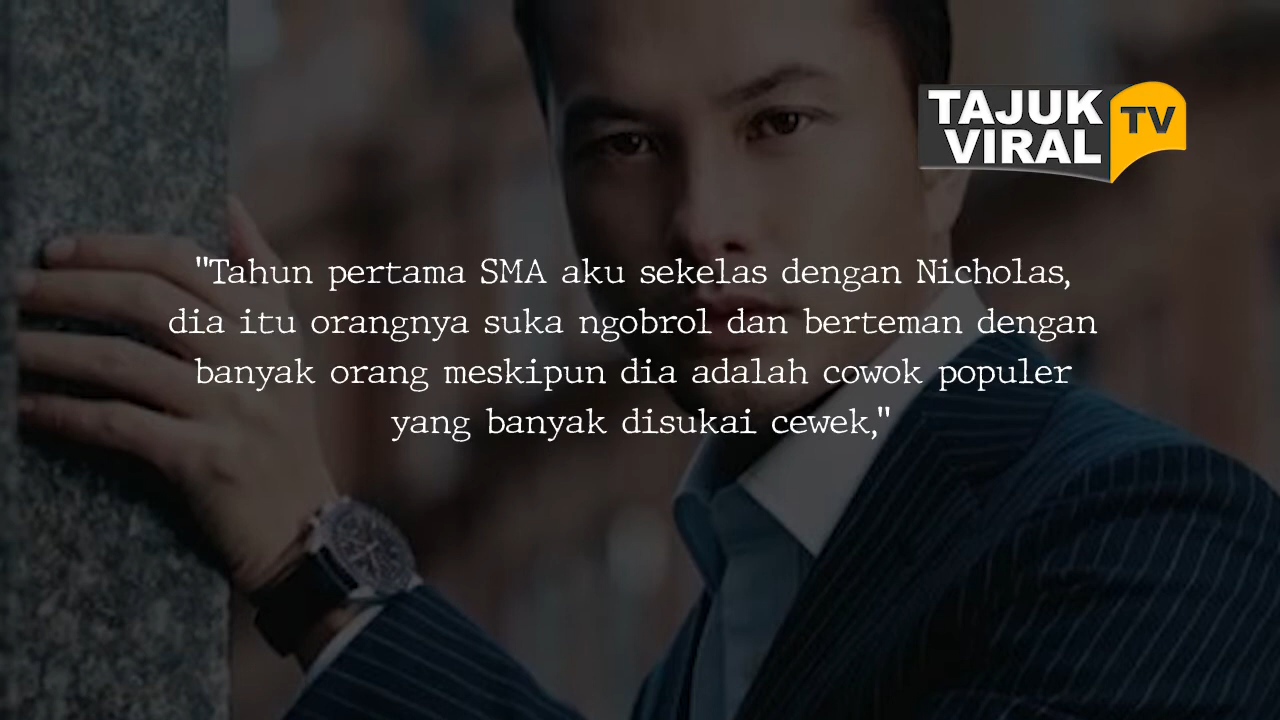 TAJUK
VIRAL
TV
"Tahun pertama SMA aku sekelas dengan Nicholas,
dia itu orangnya suka ngobrol dan berteman dengan
banyak orang meskipun dia adalah cowok populer
yang banyak disukai cewek,"